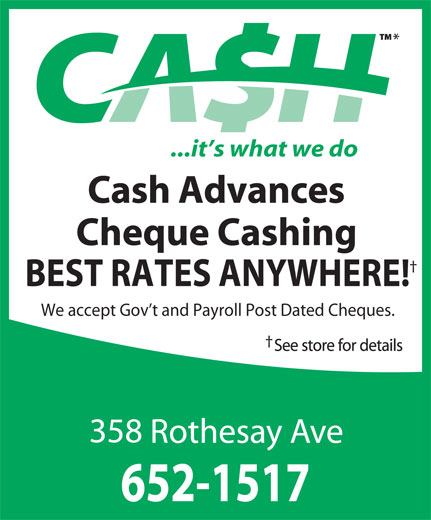 CA$H™*
...it's what we do
Cash Advances
Cheque Cashing
BEST RATES ANYWHERE!†
We accept Gov't and Payroll Post Dated Cheques.
†See store for details
358 Rothesay Ave
652-1517